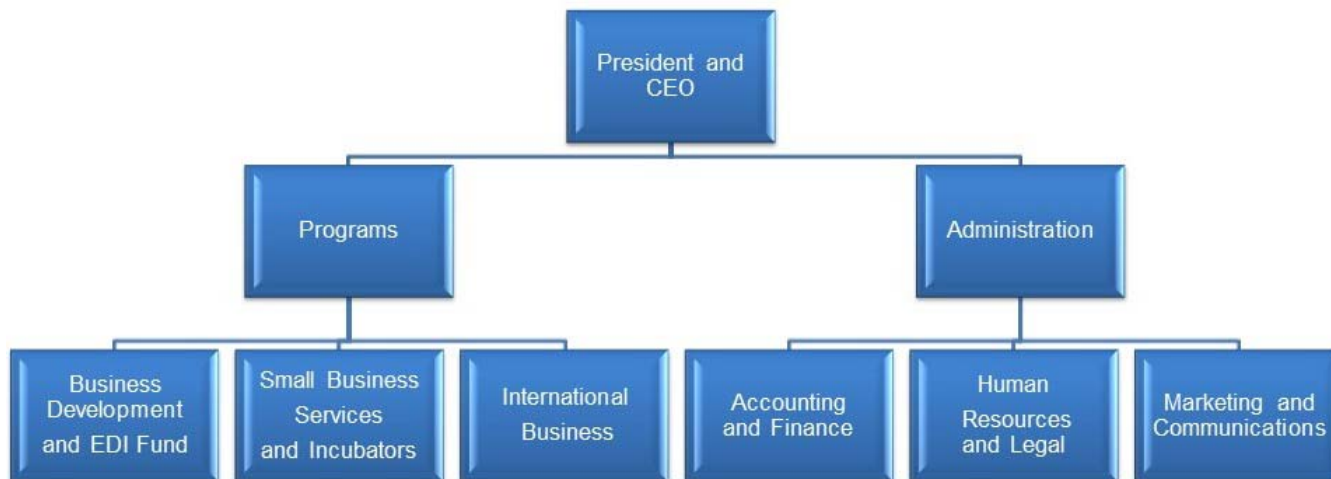 President and
CEO
Programs
Administration
Business
Development
and EDI Fund
Small Business
Services
and Incubators
International
Business
Accounting
and Finance
Human
Resources
and Legal
Marketing and
Communications